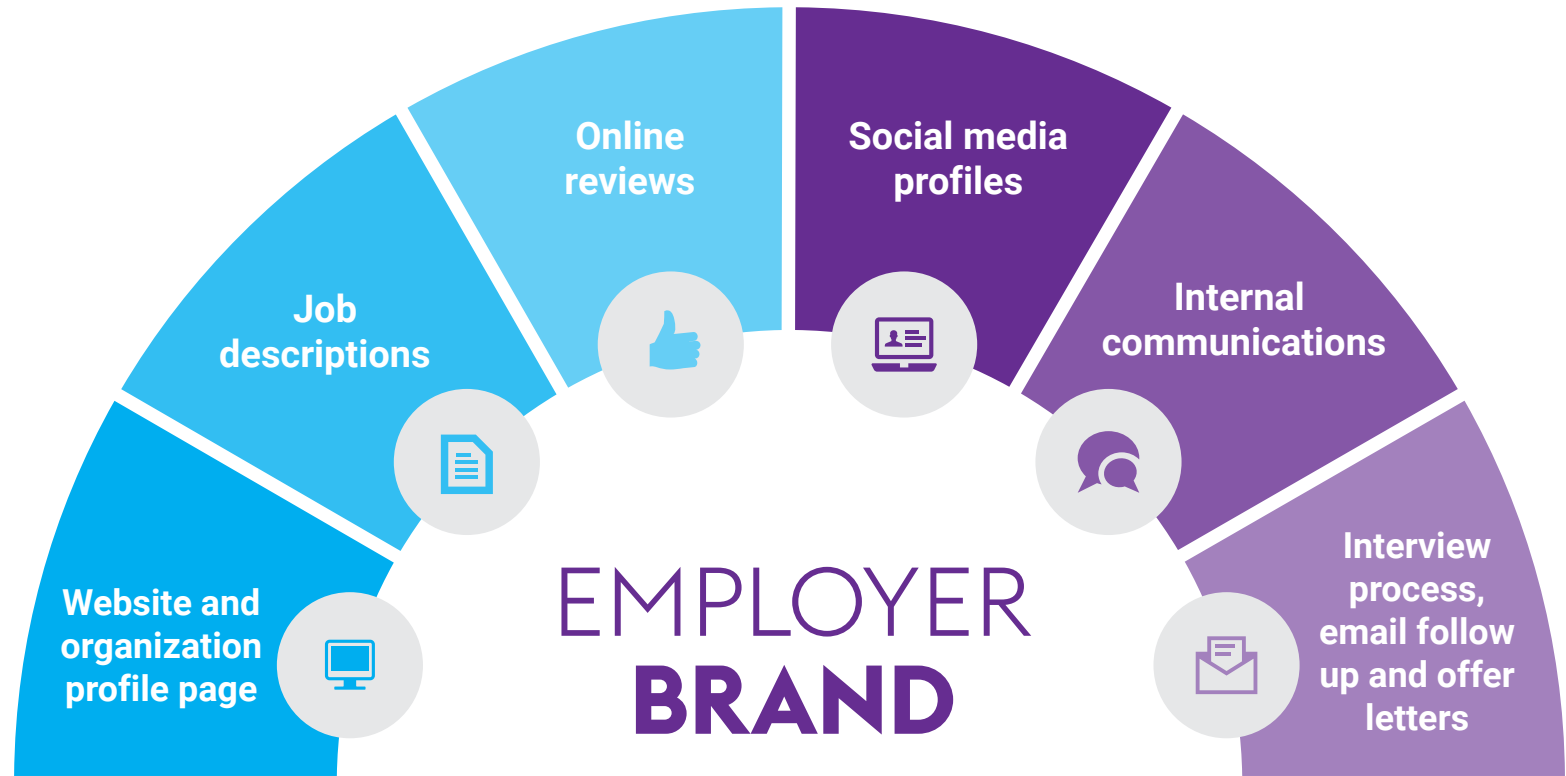 Website and
organization
profile page
Job
descriptions
Online
reviews
Social media
profiles
Internal
communications
Interview
process,
email follow
up and offer
letters
EMPLOYER
BRAND